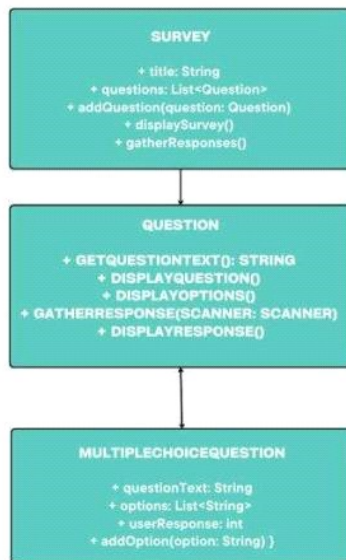 SURVEY
+ title: String
+ questions: List<Question>
+ addQuestion(question: Question)
+ displaySurvey()
+ gatherResponses()
QUESTION
+ GETQUESTIONTEXT(): STRING
+ DISPLAYQUESTION()
+ DISPLAYOPTIONS()
+ GATHERRESPONSE(SCANNER: SCANNER)
+ DISPLAYRESPONSE()
MULTIPLECHOICEQUESTION
+ questionText: String
+ options: List<String>
+ userResponse: int
+ addOption(option: String) }